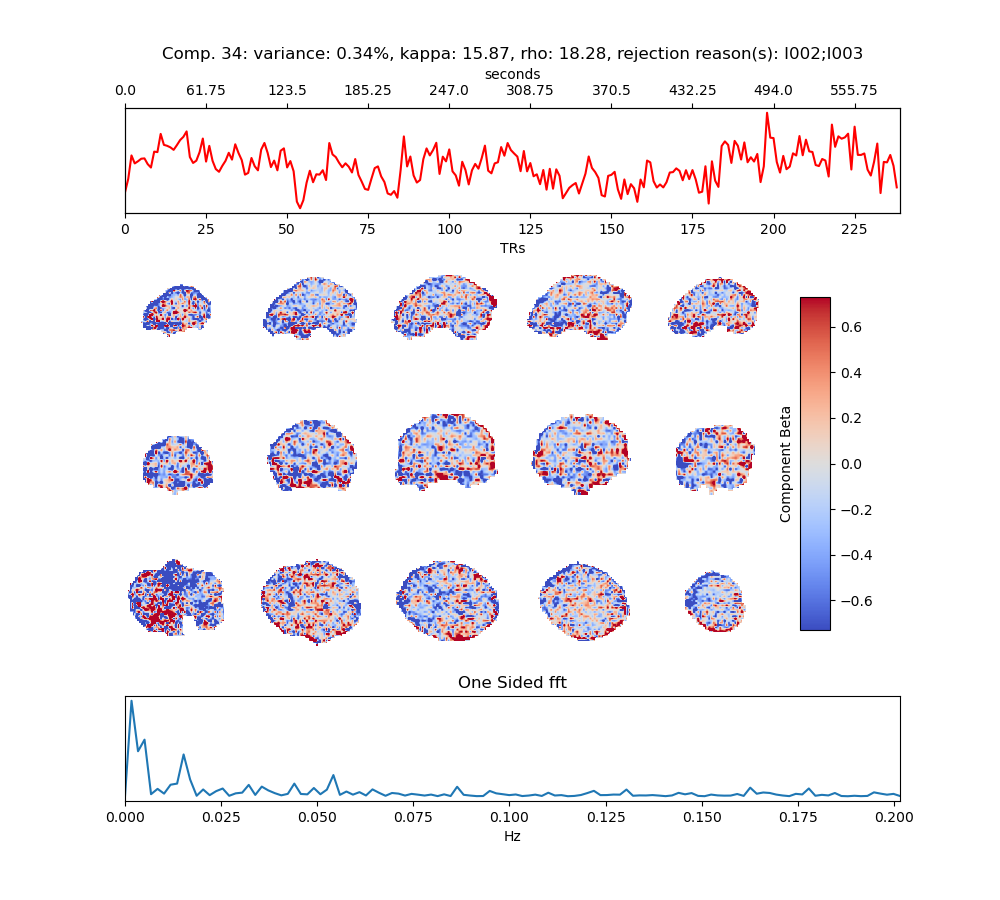 Comp. 34: variance: 0.34%, kappa: 15.87, rho: 18.28, rejection reason(s): I002;I003
seconds
0.0 61.75 123.5 185.25 247.0 308.75 370.5 432.25 494.0 555.75
0 25 50 75 100 125 150 175 200 225
TRs
Component Beta
0.6
0.4
0.2
0.0
−0.2
−0.4
−0.6
One Sided fft
0.000 0.025 0.050 0.075 0.100 0.125 0.150 0.175 0.200
Hz